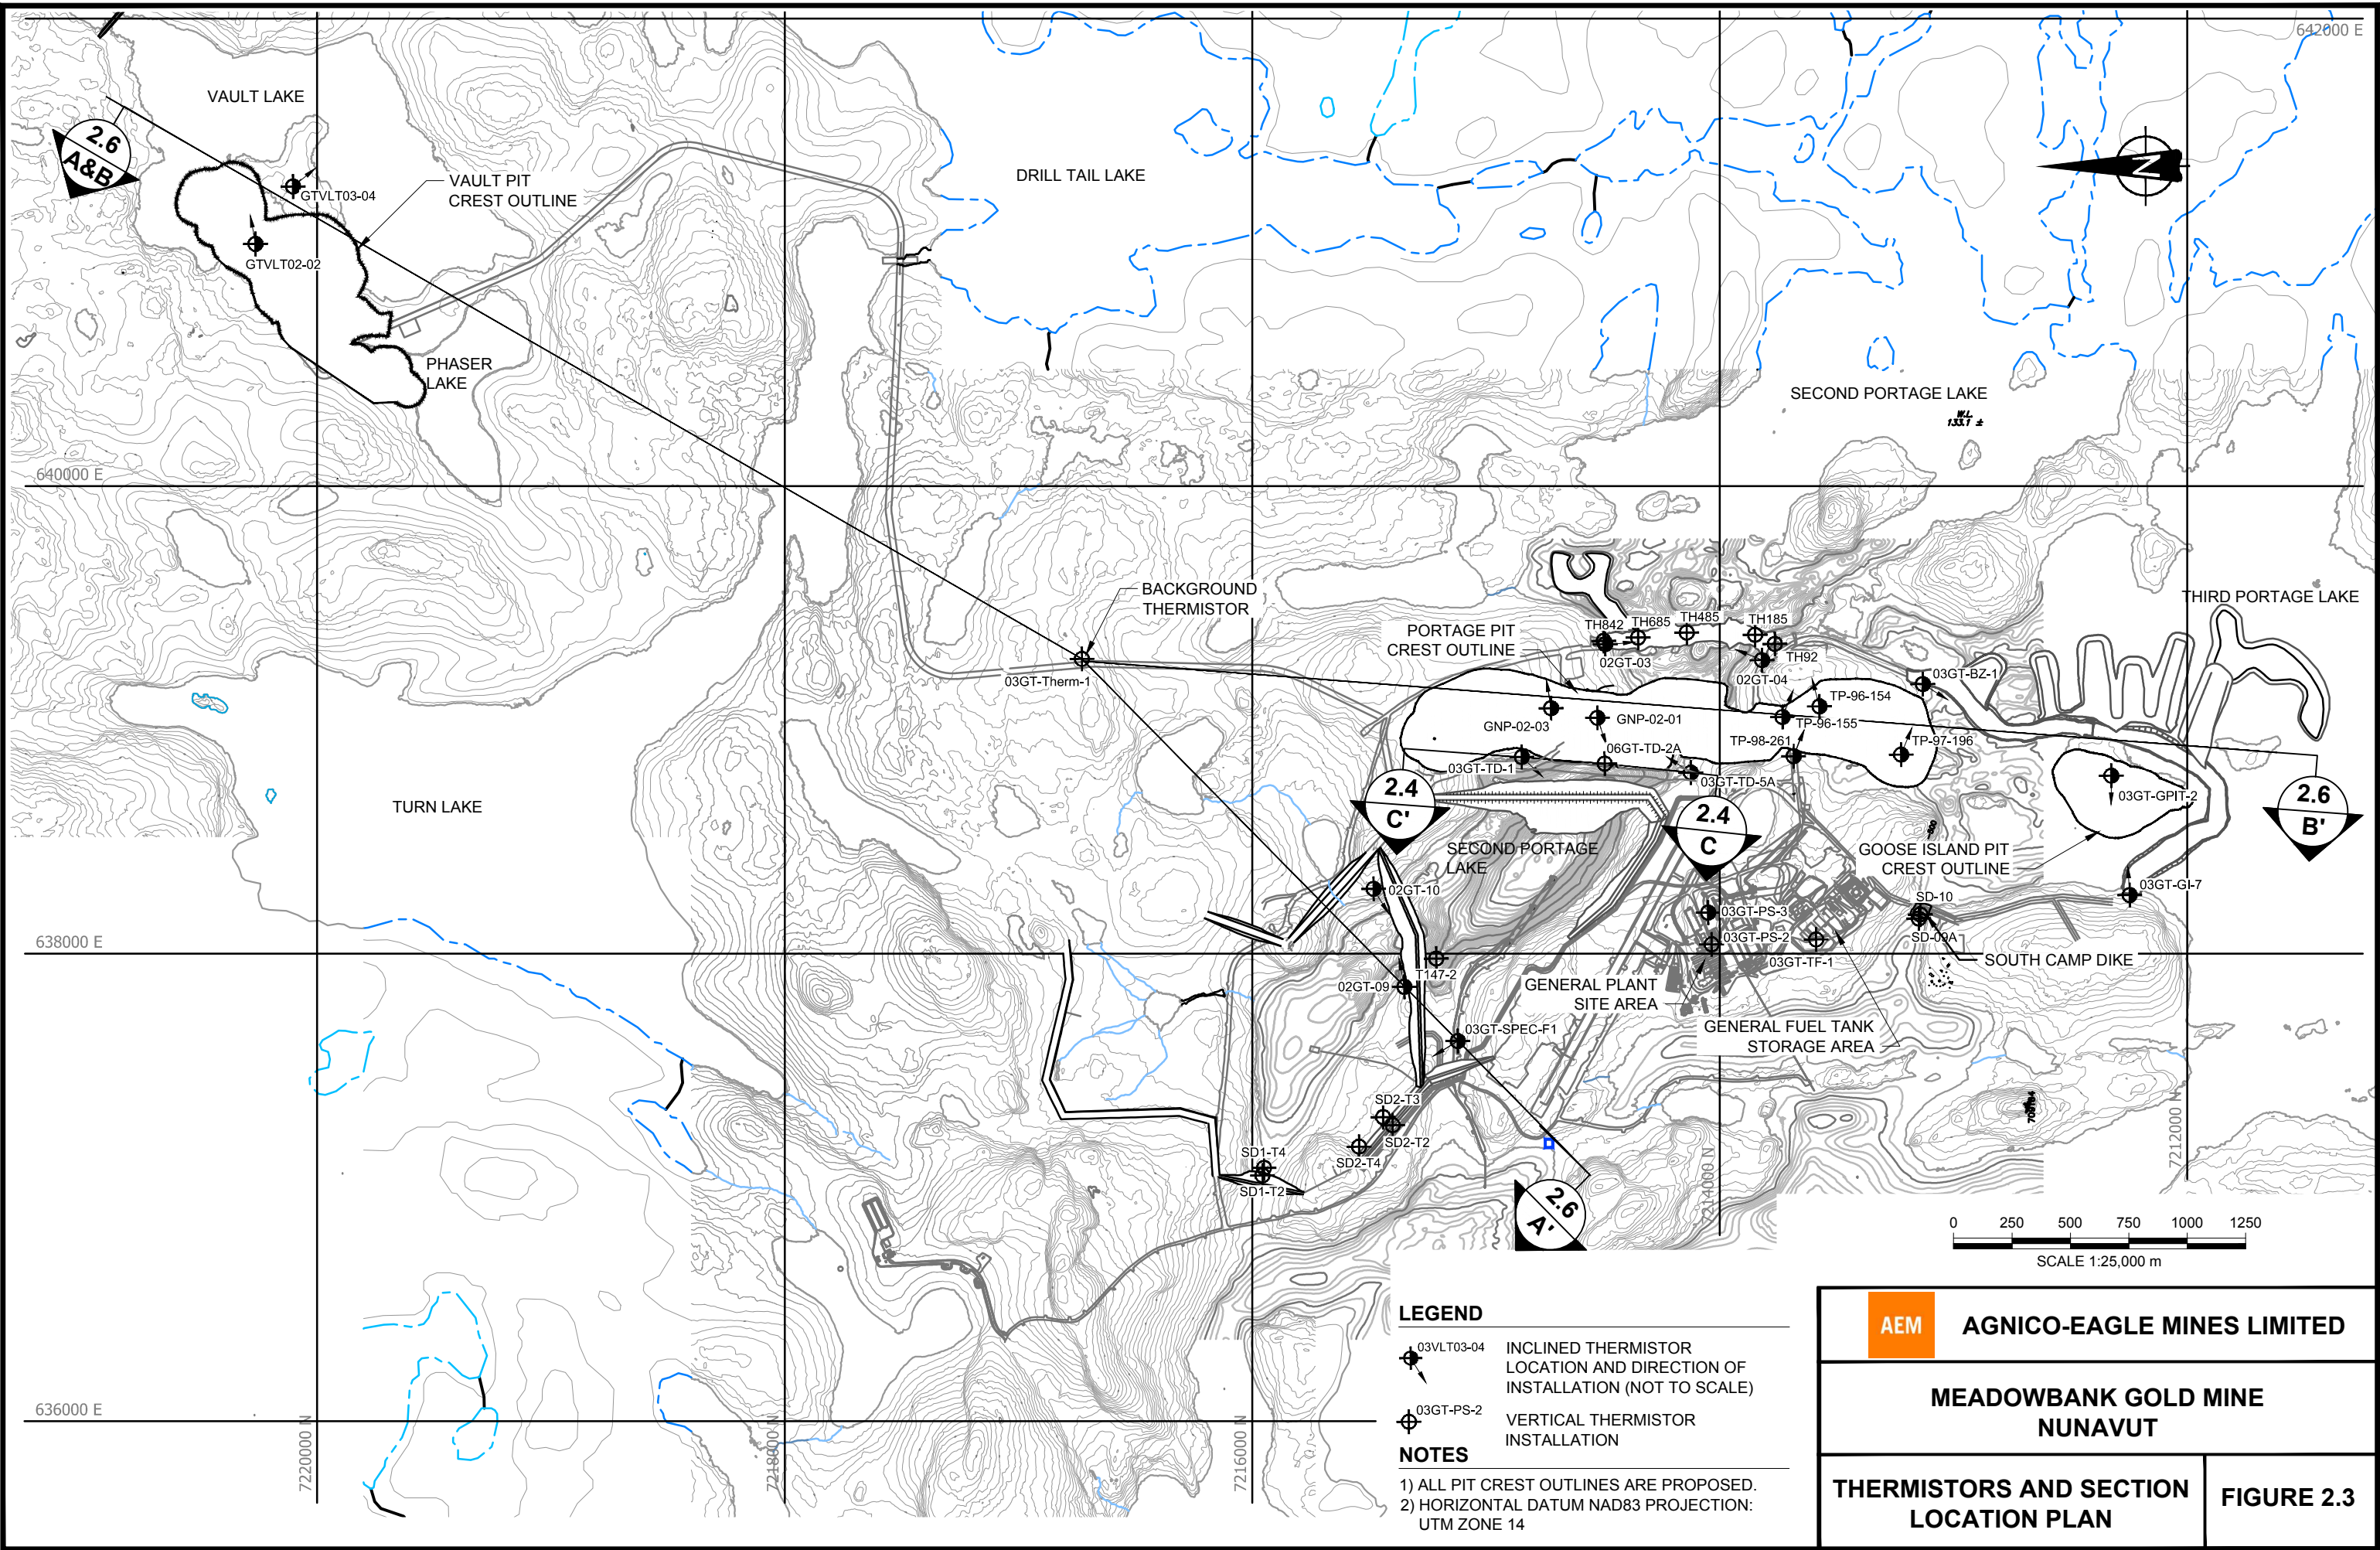 642000 E
VAULT LAKE
2.6
A&B
GTVLT03-04
VAULT PIT
CREST OUTLINE
DRILL TAIL LAKE
N
GTVLT02-02
PHASER
LAKE
SECOND PORTAGE LAKE
W.L.
133.1 ±
640000 E
BACKGROUND
THERMISTOR
03GT-Therm-1
THIRD PORTAGE LAKE
PORTAGE PIT
CREST OUTLINE
TH842
TH685
TH485
TH185
02GT-03
TH92
02GT-04
03GT-BZ-1
TP-96-154
GNP-02-03
GNP-02-01
TP-96-155
06GT-TD-2A
TP-98-261
TP-97-196
03GT-TD-1
03GT-TD-5A
03GT-GPIT-2
TURN LAKE
2.4
C'
2.4
C
2.6
B'
SECOND PORTAGE
LAKE
GOOSE ISLAND PIT
CREST OUTLINE
02GT-10
03GT-GI-7
SD-10
03GT-PS-3
638000 E
03GT-PS-2
SD-09A
03GT-TF-1
SOUTH CAMP DIKE
T147-2
02GT-09
GENERAL PLANT
SITE AREA
03GT-SPEC-F1
GENERAL FUEL TANK
STORAGE AREA
SD2-T3
SD2-T2
SD2-T4
SD1-T4
SD1-T2
2.6
A'
7214000 N
7212000 N
0 250 500 750 1000 1250
SCALE 1:25,000 m
636000 E
7220000 N
7218000 N
7216000 N
LEGEND
03VLT03-04
INCLINED THERMISTOR
LOCATION AND DIRECTION OF
INSTALLATION (NOT TO SCALE)
03GT-PS-2
VERTICAL THERMISTOR
INSTALLATION
NOTES
1) ALL PIT CREST OUTLINES ARE PROPOSED.
2) HORIZONTAL DATUM NAD83 PROJECTION:
UTM ZONE 14
AEM
AGNICO-EAGLE MINES LIMITED
MEADOWBANK GOLD MINE
NUNAVUT
THERMISTORS AND SECTION
LOCATION PLAN
FIGURE 2.3